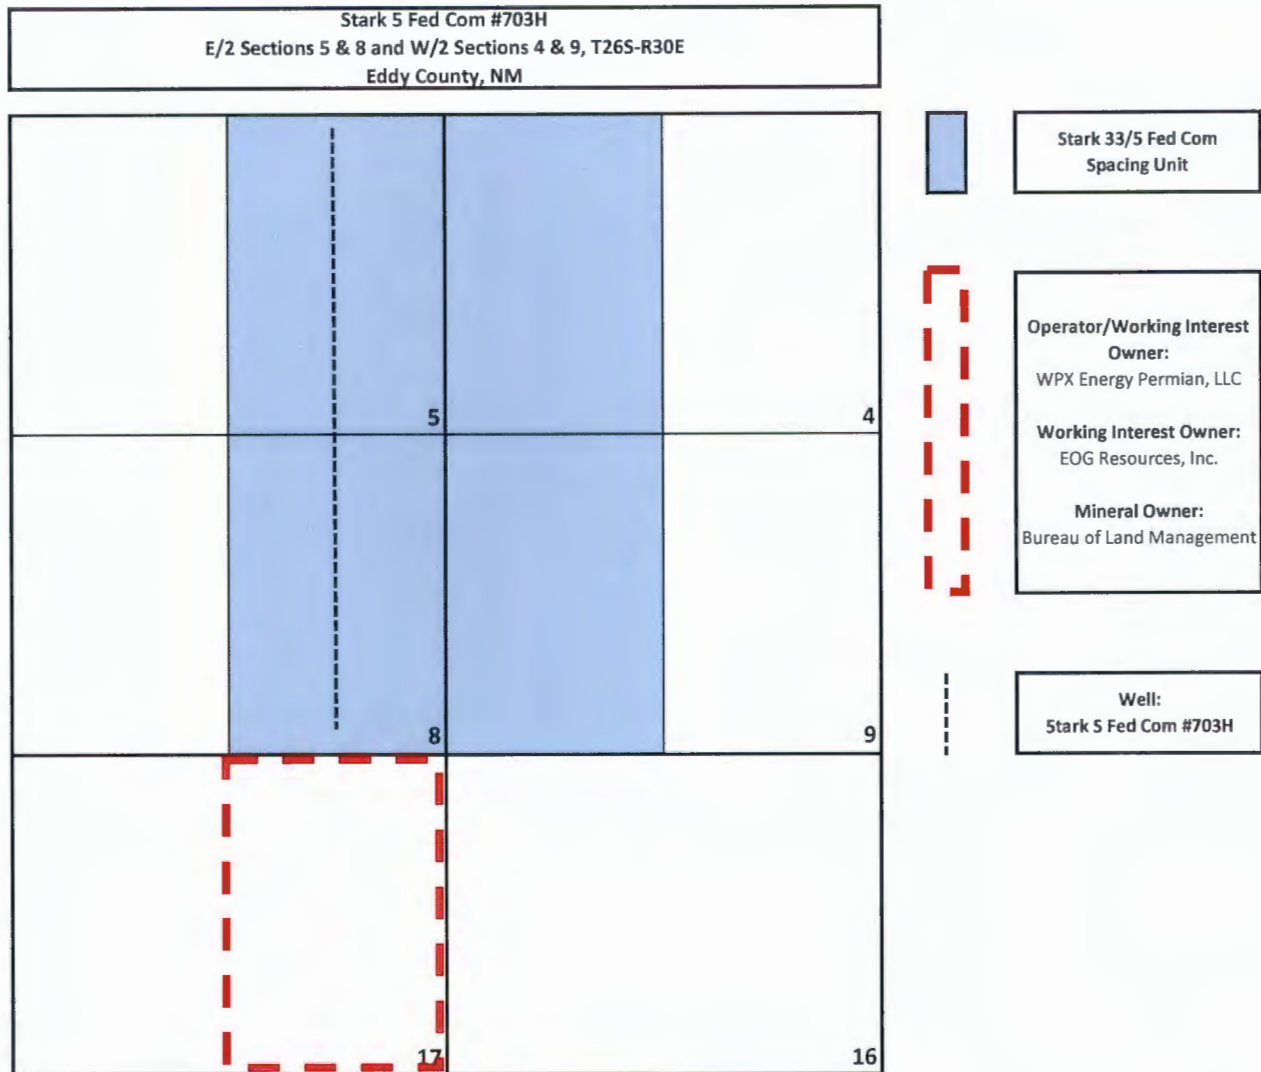 Stark 5 Fed Com #703H
E/2 Sections 5 & 8 and W/2 Sections 4 & 9, T26S-R30E
Eddy County, NM
Stark 33/5 Fed Com
Spacing Unit
Operator/Working Interest
Owner:
WPX Energy Permian, LLC
Working Interest Owner:
EOG Resources, Inc.
Mineral Owner:
Bureau of Land Management
5
4
Well:
5tark S Fed Com #703H
8
9
17
16